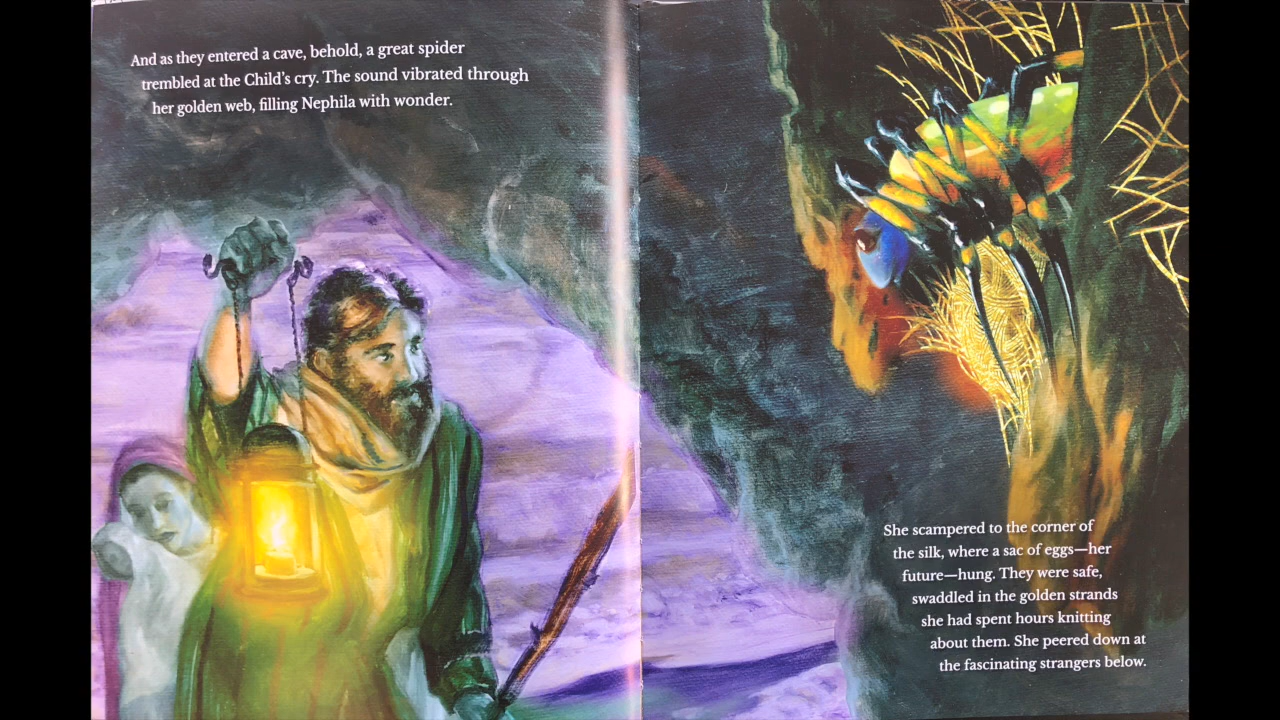 And as they entered a cave, behold, a great spider
trembled at the Child’s cry. The sound vibrated through
her golden web, filling Nephila with wonder.
She scampered to the corner of
the silk, where a sac of eggs—her
future—hung. They were safe,
swaddled in the golden strands
she had spent hours knitting
about them. She peered down at
the fascinating strangers below.